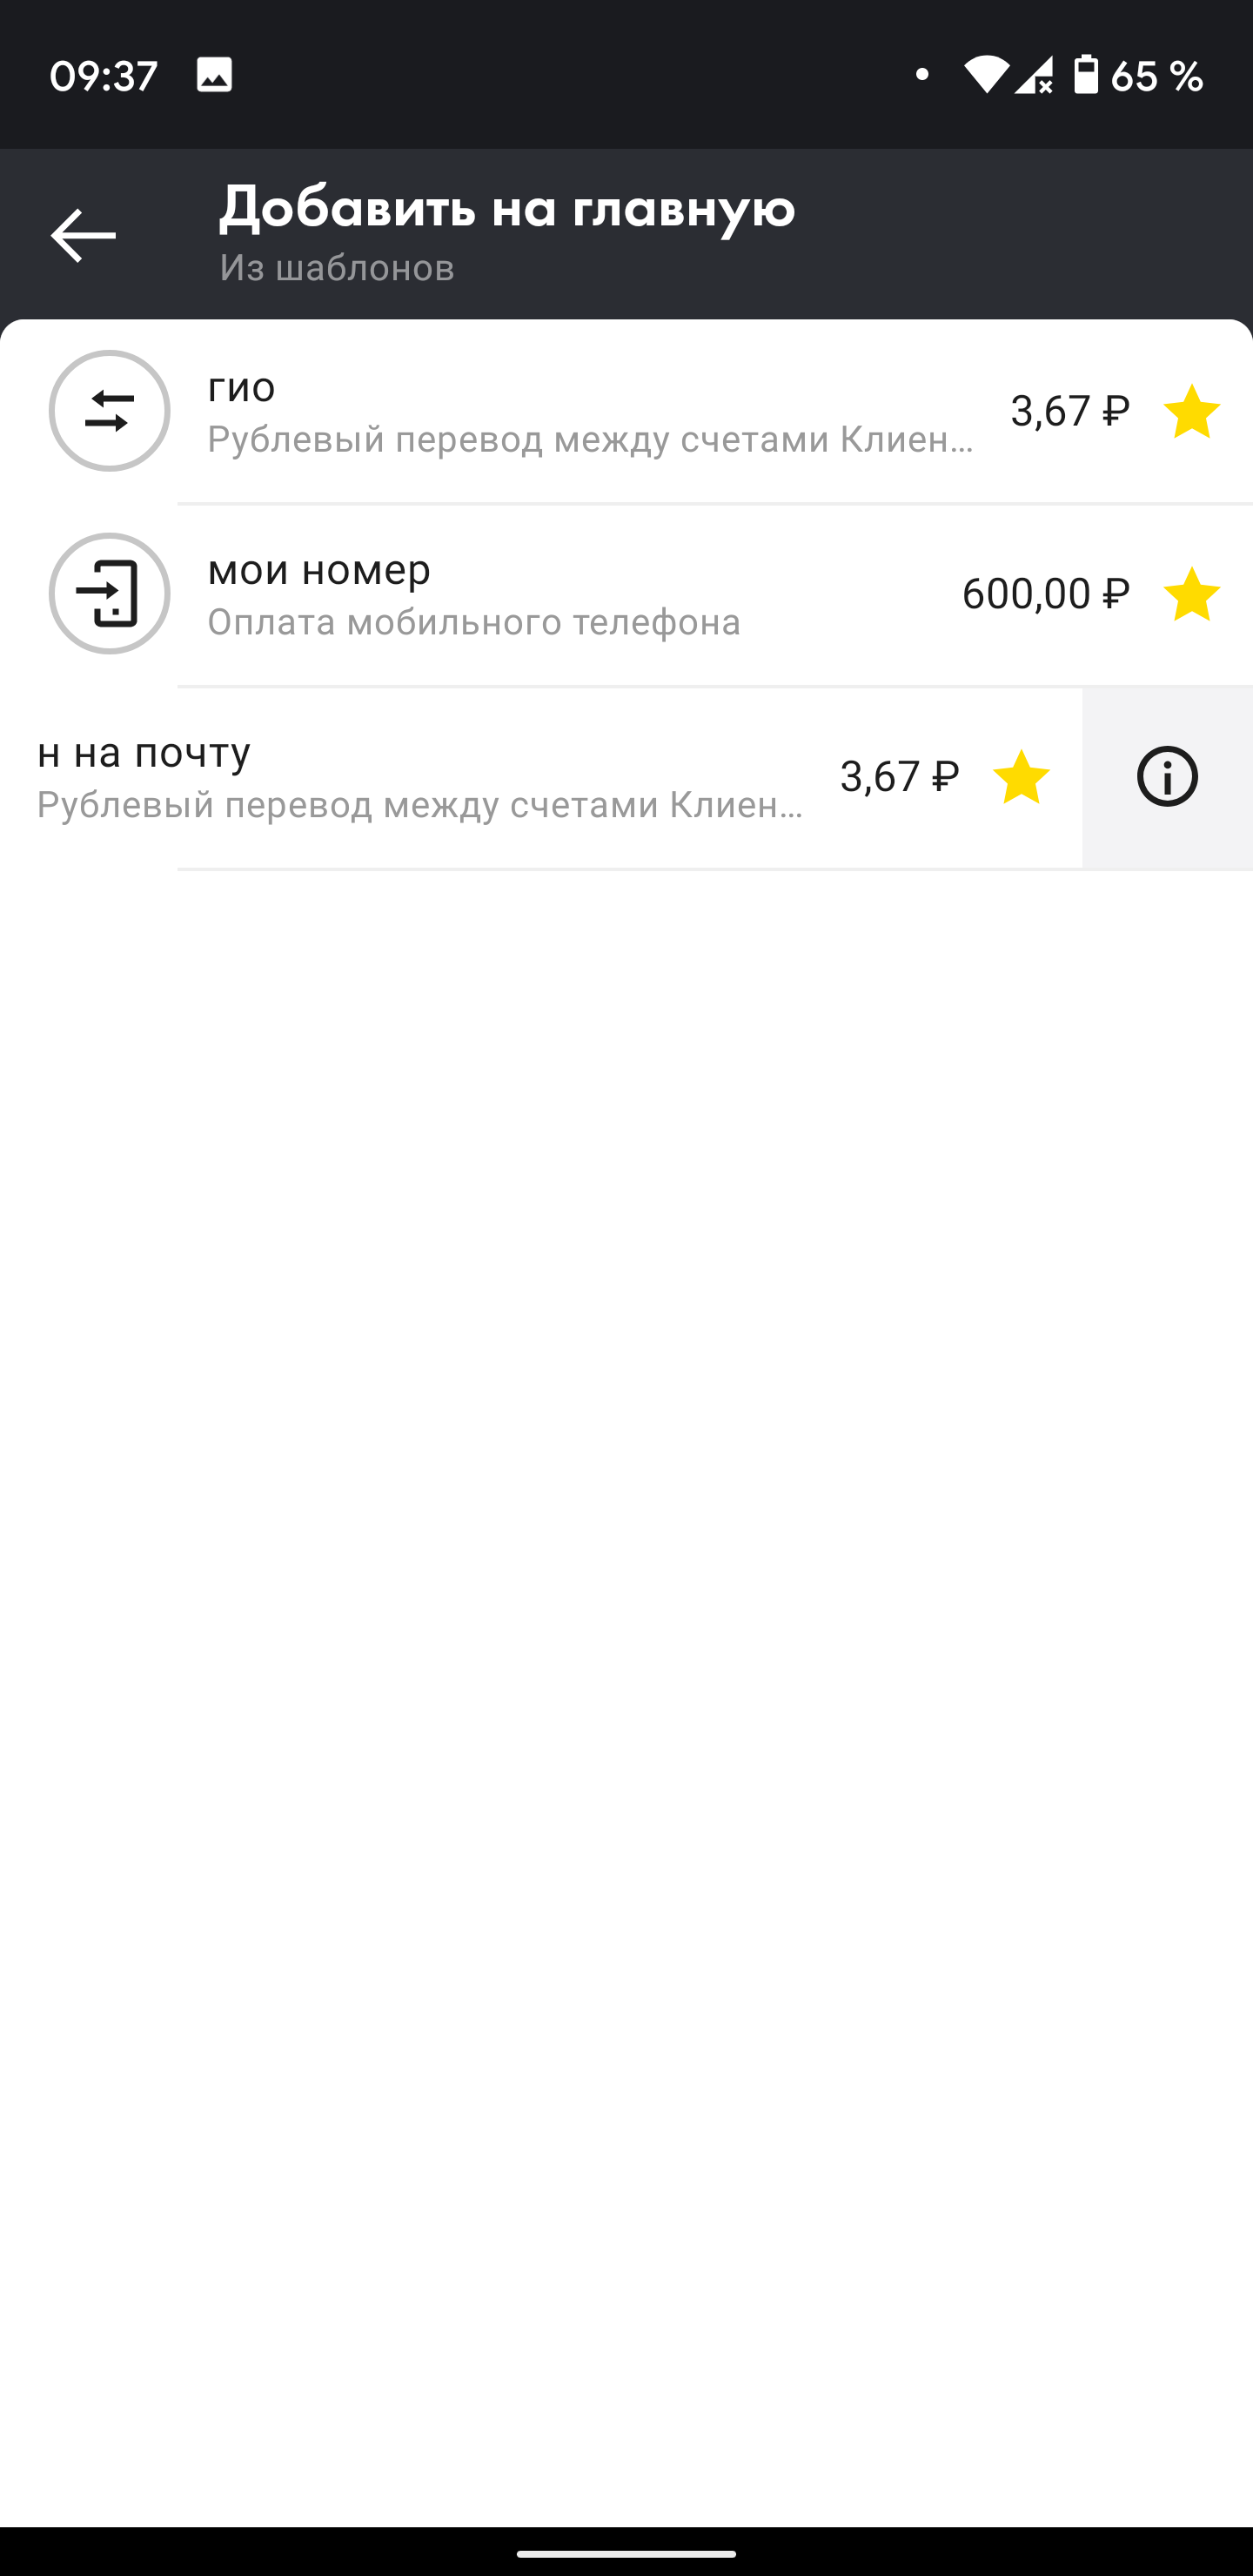 09:37 65 %
Добавить на главную
Из шаблонов
гио
Рублевый перевод между счетами Клиен...
3,67 ₽
мои номер
Оплата мобильного телефона
600,00 ₽
н на почту
Рублевый перевод между счетами Клиен...
3,67 ₽